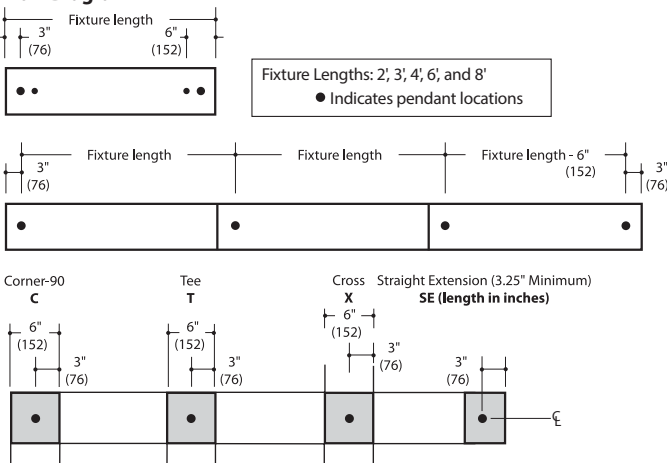 Fixture length
3"
(76)
6"
(152)
Fixture Lengths: 2', 3', 4', 6', and 8'
● Indicates pendant locations
3"
(76)
Fixture length
Fixture length
Fixture length - 6"
(152)
3"
(76)
Corner-90
C
Tee
T
Cross
X
Straight Extension (3.25" Minimum)
SE (length in inches)
6"
(152)
3"
(76)
6"
(152)
3"
(76)
6"
(152)
3"
(76)
3"
(76)
℄